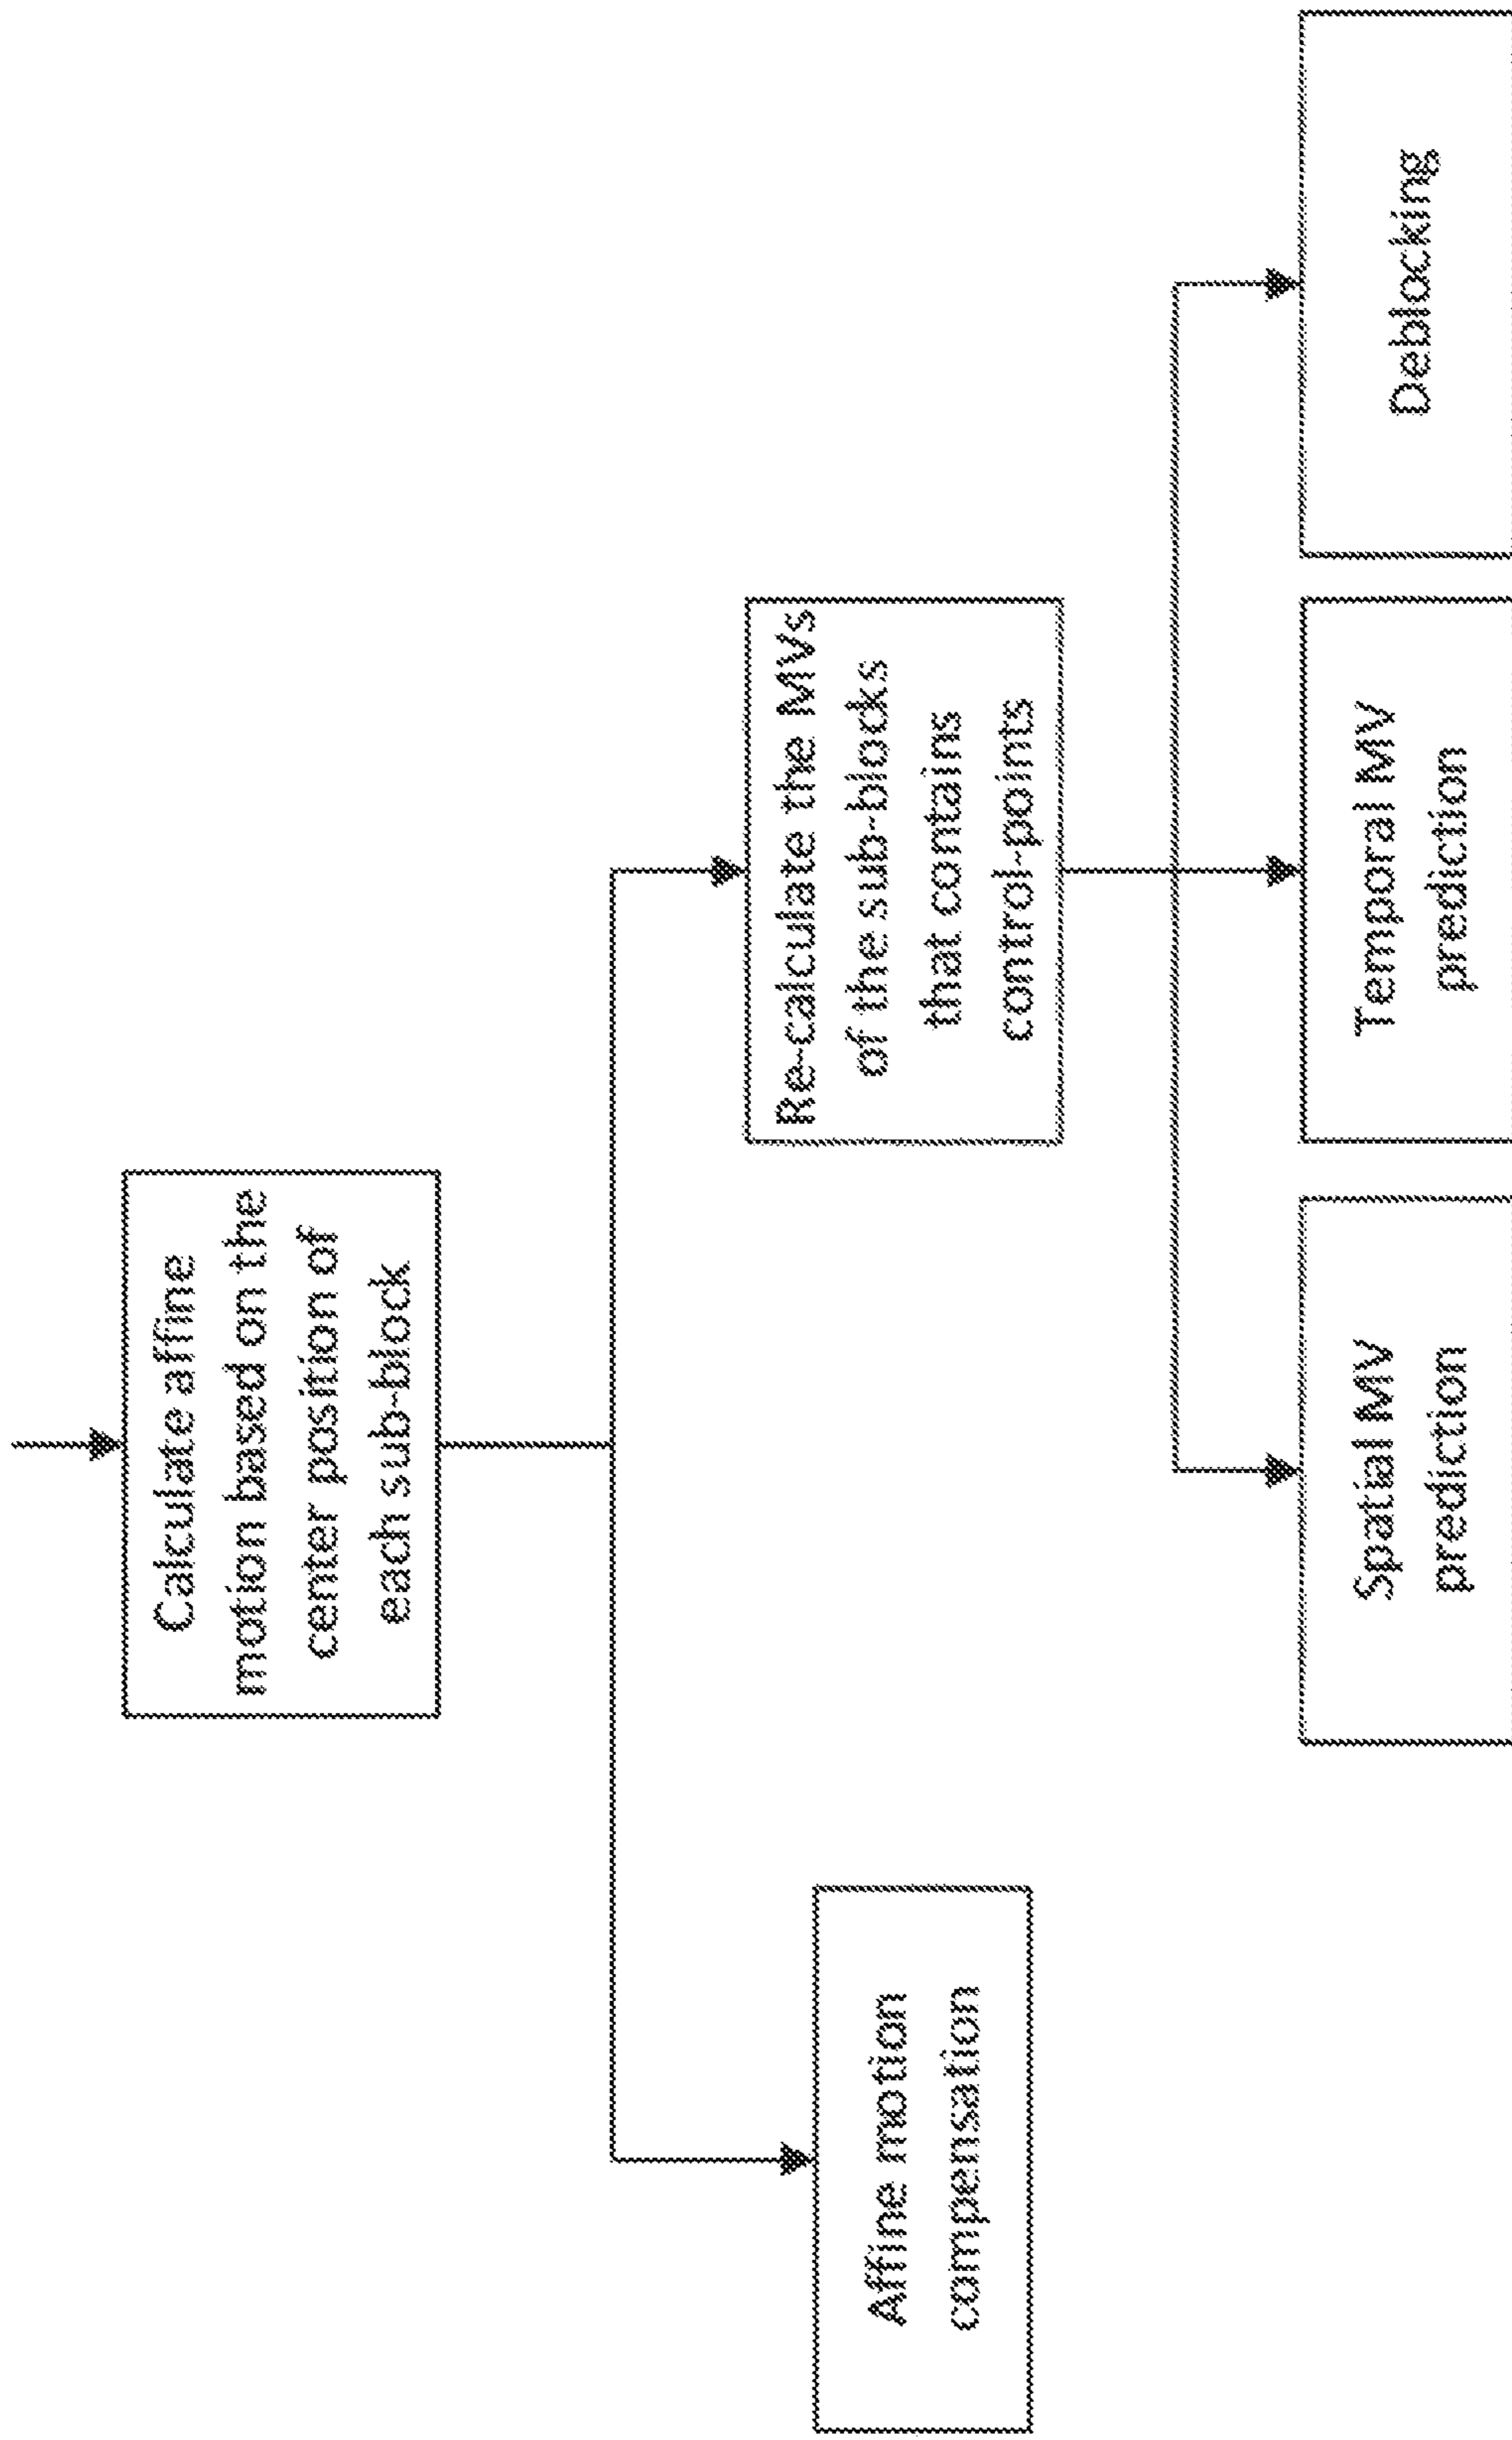 Calculate affine
motion based on the
center position of
each sub-block
Affine motion
compensation
Re-calculate the MVs
of the sub-blocks
that contains
control-points
Spatial MV
prediction
Temporal MV
prediction
Deblocking